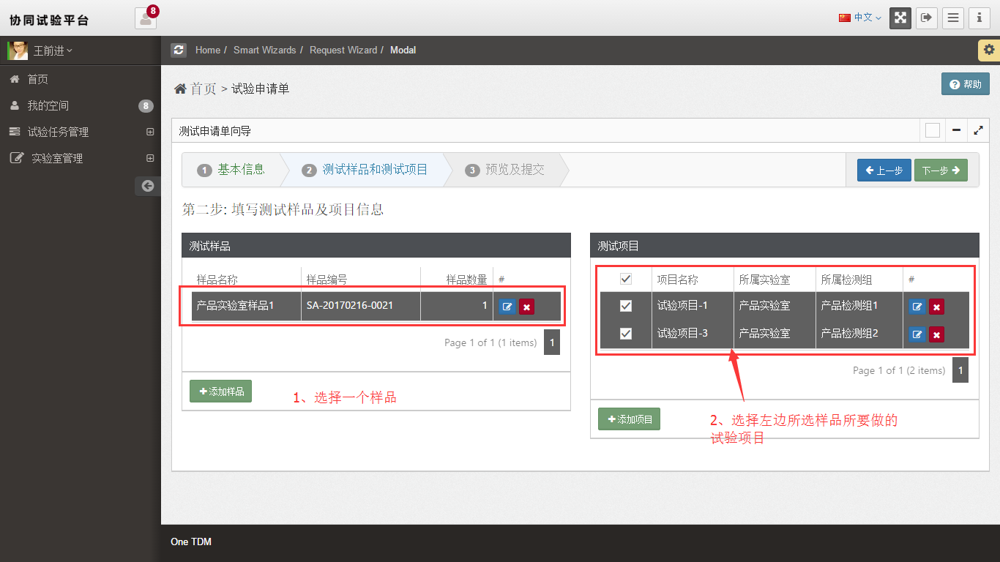 协同试验平台
8
中文
王前进
Home / Smart Wizards / Request Wizard / Modal
首页
我的空间
8
试验任务管理
实验室管理
首页 > 试验申请单
帮助
测试申请单向导
1 基本信息
2 测试样品和测试项目
3 预览及提交
上一步
下一步
第二步: 填写测试样品及项目信息
测试样品
样品名称 样品编号 样品数量 #
产品实验室样品1 SA-20170216-0021 1
Page 1 of 1 (1 items) 1
添加样品
1、选择一个样品
测试项目
项目名称 所属实验室 所属检测组 #
试验项目-1 产品实验室 产品检测组1
试验项目-3 产品实验室 产品检测组2
Page 1 of 1 (2 items) 1
添加项目
2、选择左边所选样品所要做的
试验项目
One TDM